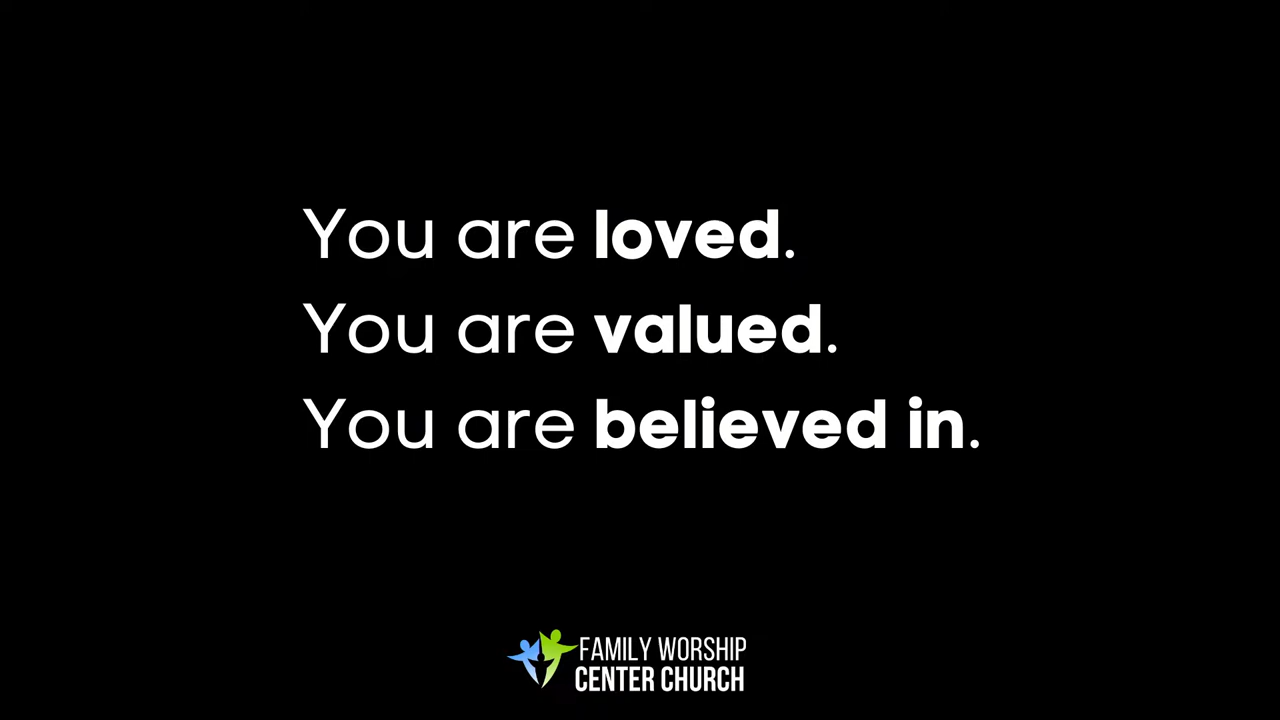 You are loved.
You are valued.
You are believed in.
FAMILY WORSHIP
CENTER CHURCH